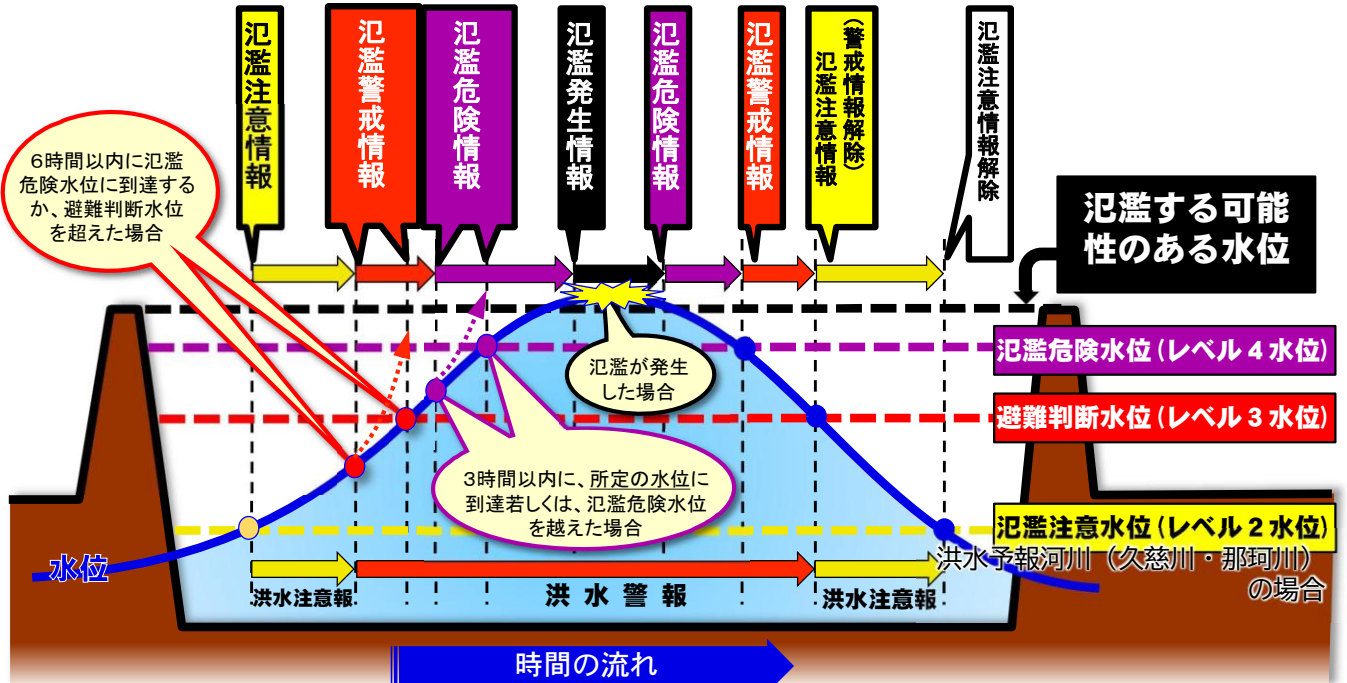 氾濫注意情報
氾濫警戒情報
氾濫危険情報
氾濫発生情報
氾濫危険情報
氾濫警戒情報
(警戒情報解除)
氾濫注意情報
氾濫注意情報解除
6時間以内に氾濫
危険水位に到達する
か、避難判断水位
を超えた場合
氾濫する可能
性のある水位
氾濫危険水位(レベル4水位)
氾濫が発生
した場合
避難判断水位(レベル3水位)
3時間以内に、所定の水位に
到達若しくは、氾濫危険水位
を越えた場合
氾濫注意水位(レベル2水位)
水位
洪水予報河川(久慈川・那珂川)
の場合
洪水注意報
洪水警報
洪水注意報
時間の流れ